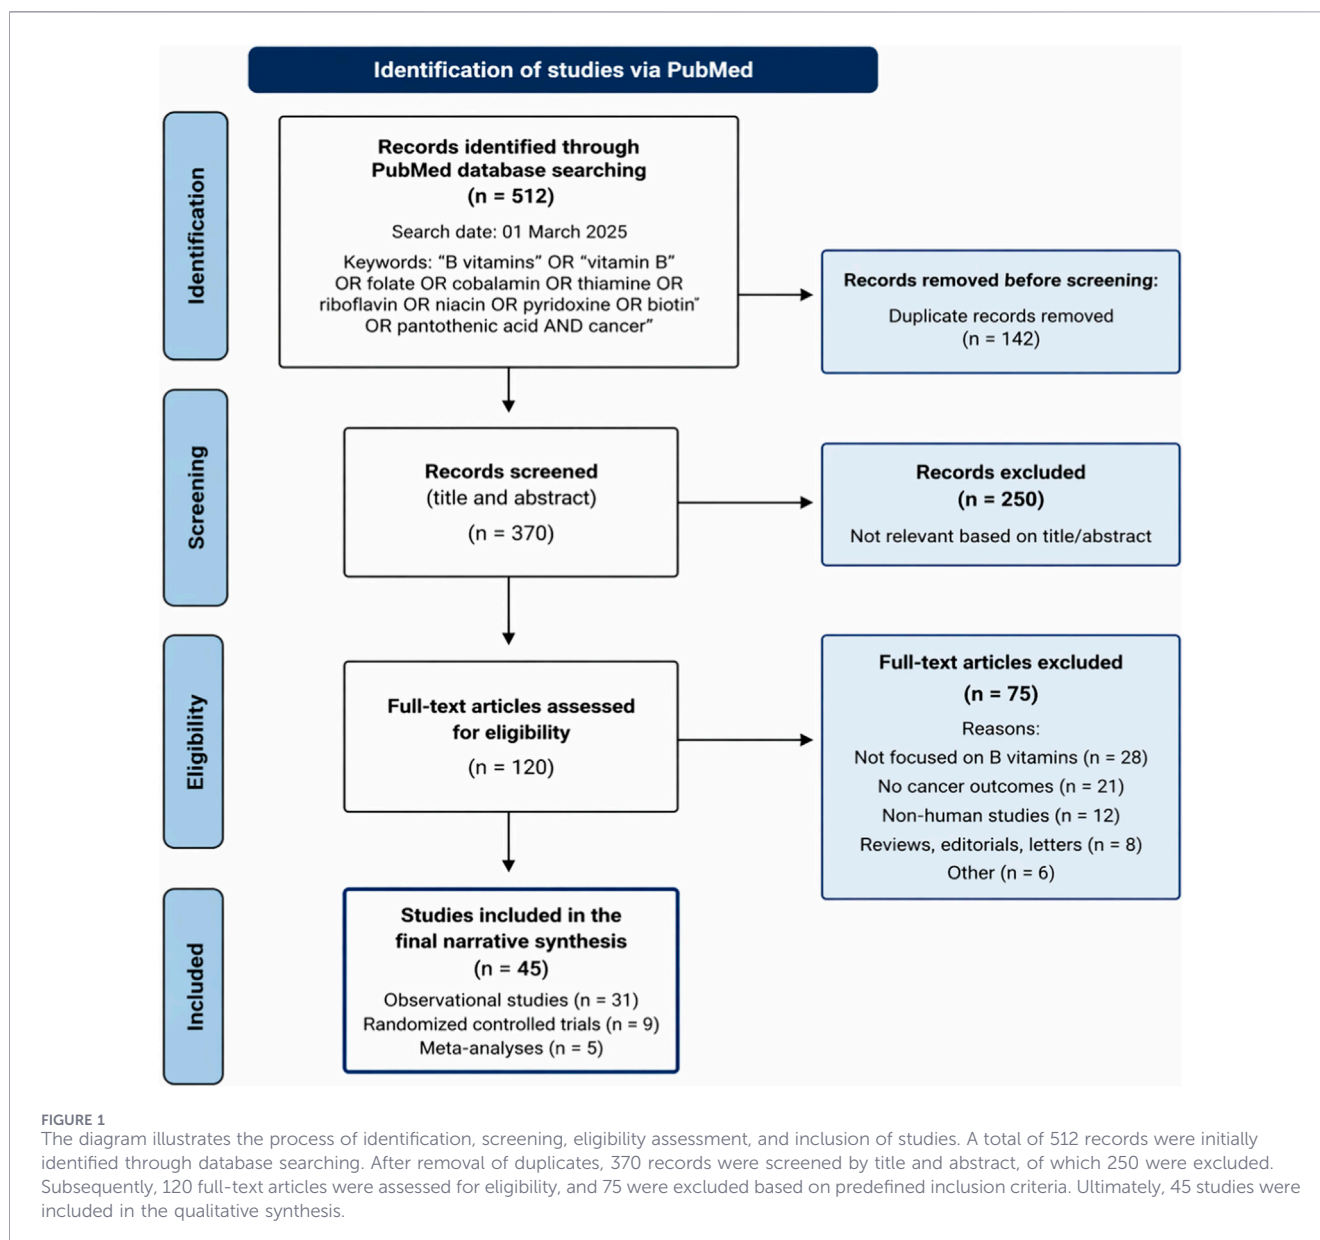 Identification of studies via PubMed
Identification
Records identified through
PubMed database searching
(n = 512)
Search date: 01 March 2025
Keywords: “B vitamins” OR “vitamin B”
OR folate OR cobalamin OR thiamine OR
riboflavin OR niacin OR pyridoxine OR biotin"
OR pantothenic acid AND cancer”
Records removed before screening:
Duplicate records removed
(n = 142)
Screening
Records screened
(title and abstract)
(n = 370)
Records excluded
(n = 250)
Not relevant based on title/abstract
Eligibility
Full-text articles assessed
for eligibility
(n = 120)
Full-text articles excluded
(n = 75)
Reasons:
Not focused on B vitamins (n = 28)
No cancer outcomes (n = 21)
Non-human studies (n = 12)
Reviews, editorials, letters (n = 8)
Other (n = 6)
Included
Studies included in the
final narrative synthesis
(n = 45)
Observational studies (n = 31)
Randomized controlled trials (n = 9)
Meta-analyses (n = 5)
FIGURE 1
The diagram illustrates the process of identification, screening, eligibility assessment, and inclusion of studies. A total of 512 records were initially
identified through database searching. After removal of duplicates, 370 records were screened by title and abstract, of which 250 were excluded.
Subsequently, 120 full-text articles were assessed for eligibility, and 75 were excluded based on predefined inclusion criteria. Ultimately, 45 studies were
included in the qualitative synthesis.